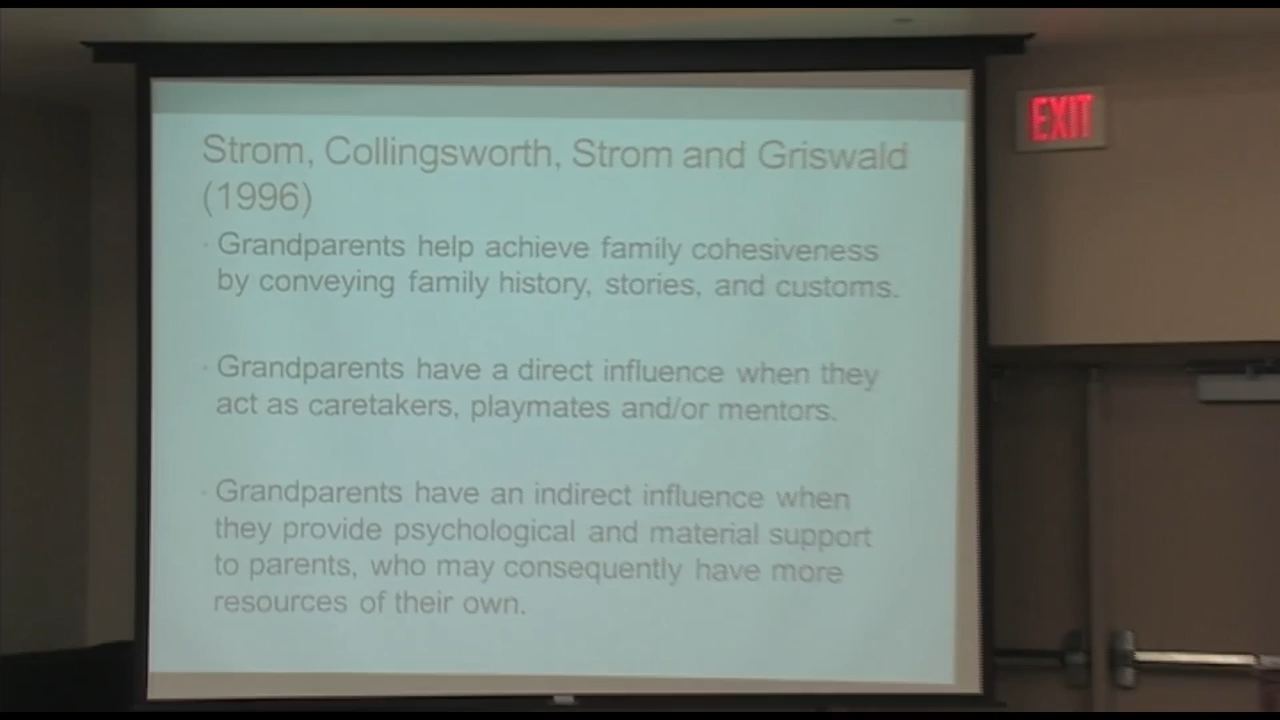 Strom, Collingsworth, Strom and Griswald
(1996)
· Grandparents help achieve family cohesiveness
by conveying family history, stories, and customs.
· Grandparents have a direct influence when they
act as caretakers, playmates and/or mentors.
· Grandparents have an indirect influence when
they provide psychological and material support
to parents, who may consequently have more
resources of their own.
EXIT